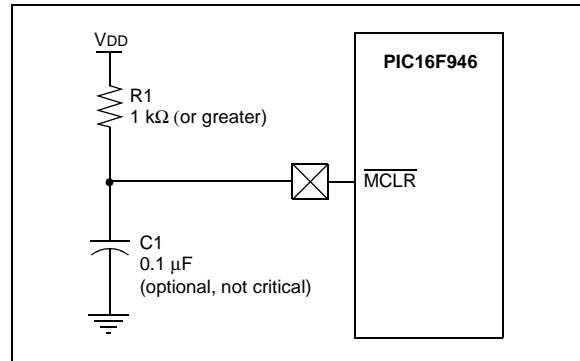 VDD
PIC16F946
R1
1 kΩ (or greater)
MCLR
C1
0.1 μF
(optional, not critical)